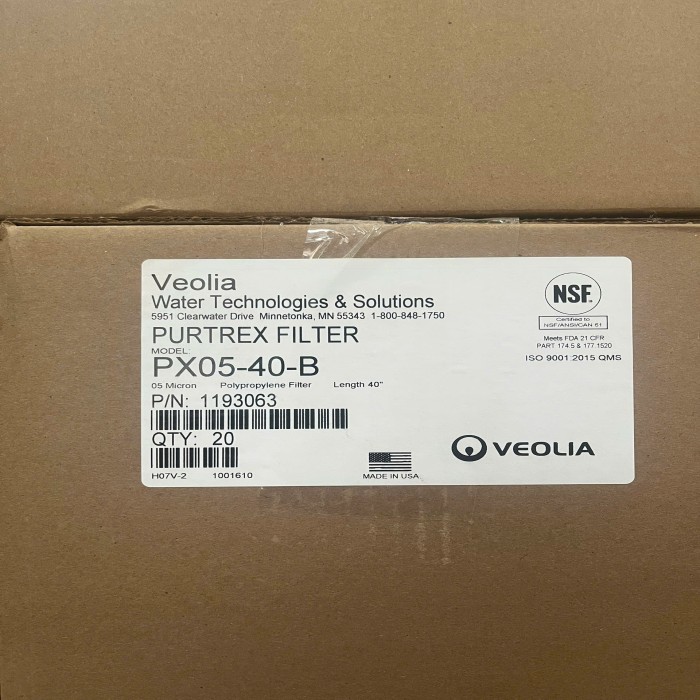 Veolia
Water Technologies & Solutions
5951 Clearwater Drive Minnetonka, MN 55343 1-800-848-1750
PURTREX FILTER
MODEL:
PX05-40-B
05 Micron Polypropylene Filter Length 40"
P/N: 1193063
QTY: 20
H07V-2 1001610
NSF.
Certified to
NSF/ANSI/CAN 61
Meets FDA 21 CFR
PART 174.5 & 177.1520
ISO 9001:2015 QMS
VEOLIA
MADE IN USA